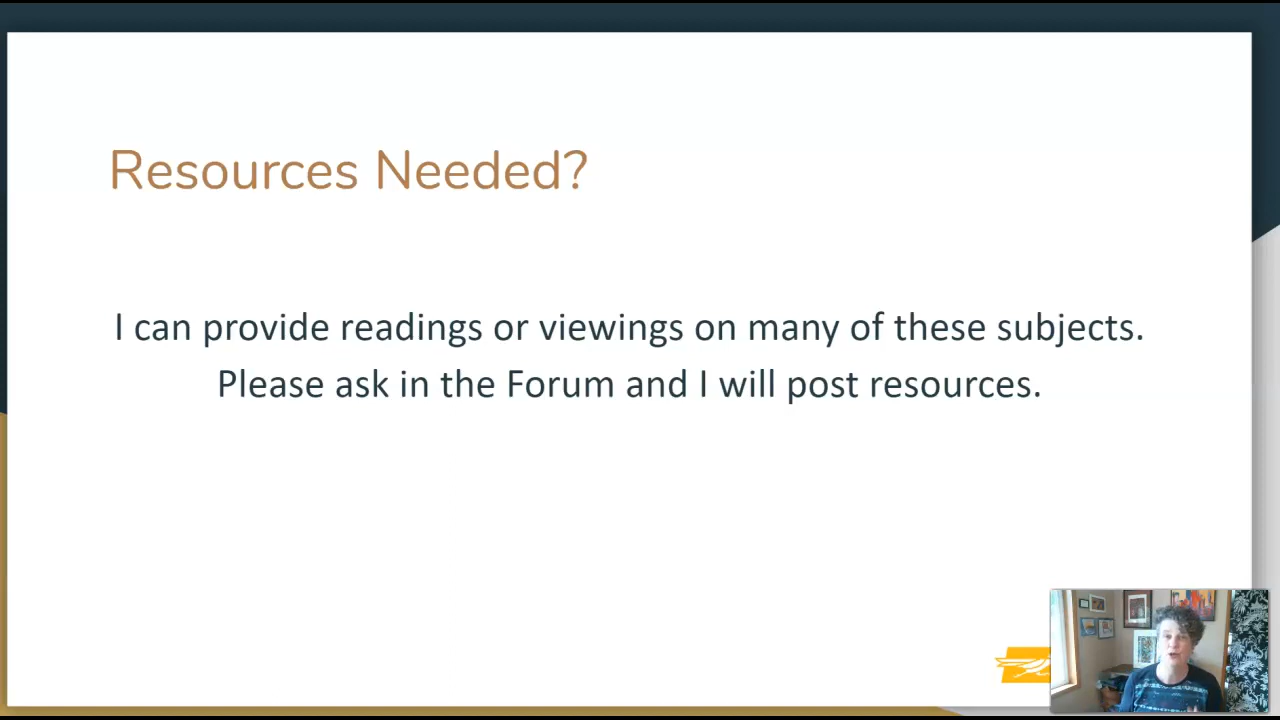 Resources Needed?
I can provide readings or viewings on many of these subjects.
Please ask in the Forum and I will post resources.